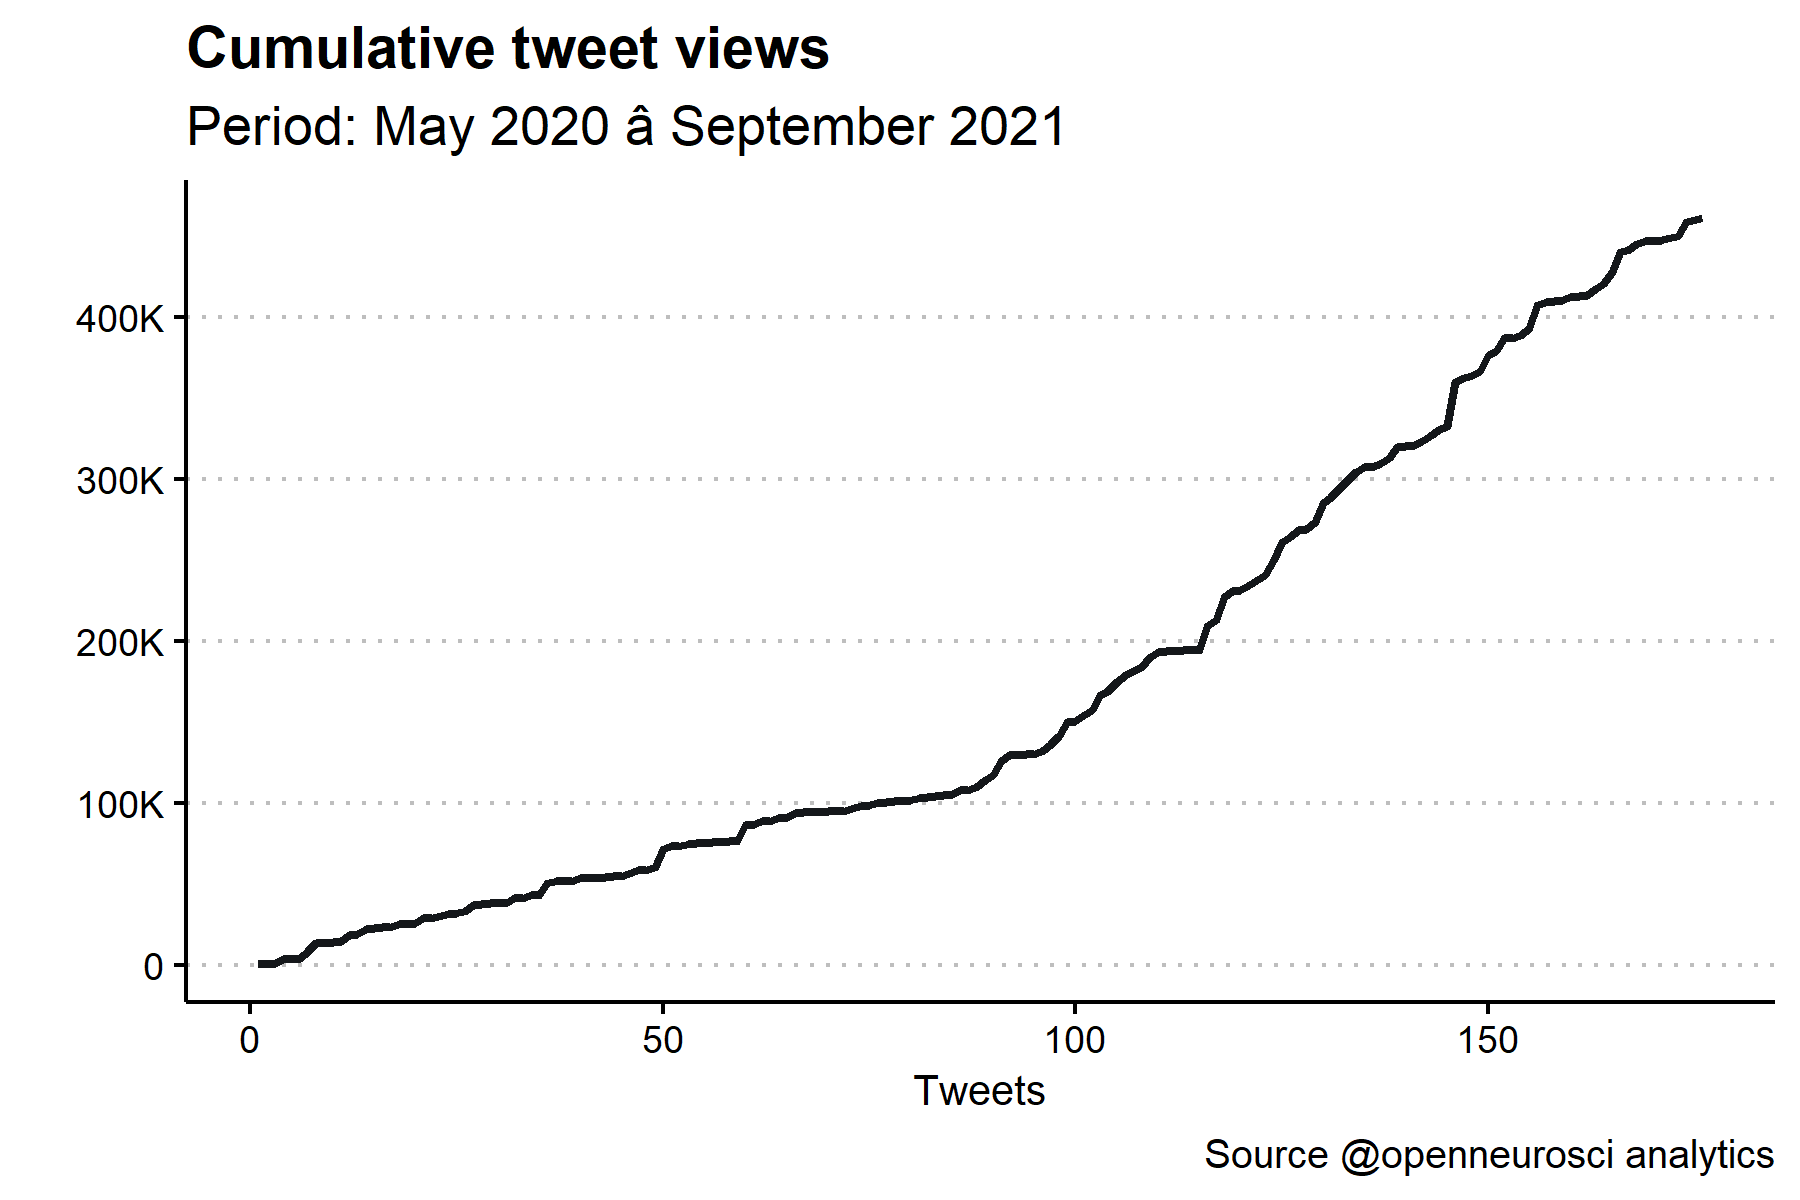 Cumulative tweet views
Period: May 2020 â September 2021
400K
300K
200K
100K
0
0 50 100 150
Tweets
Source @openneurosci analytics